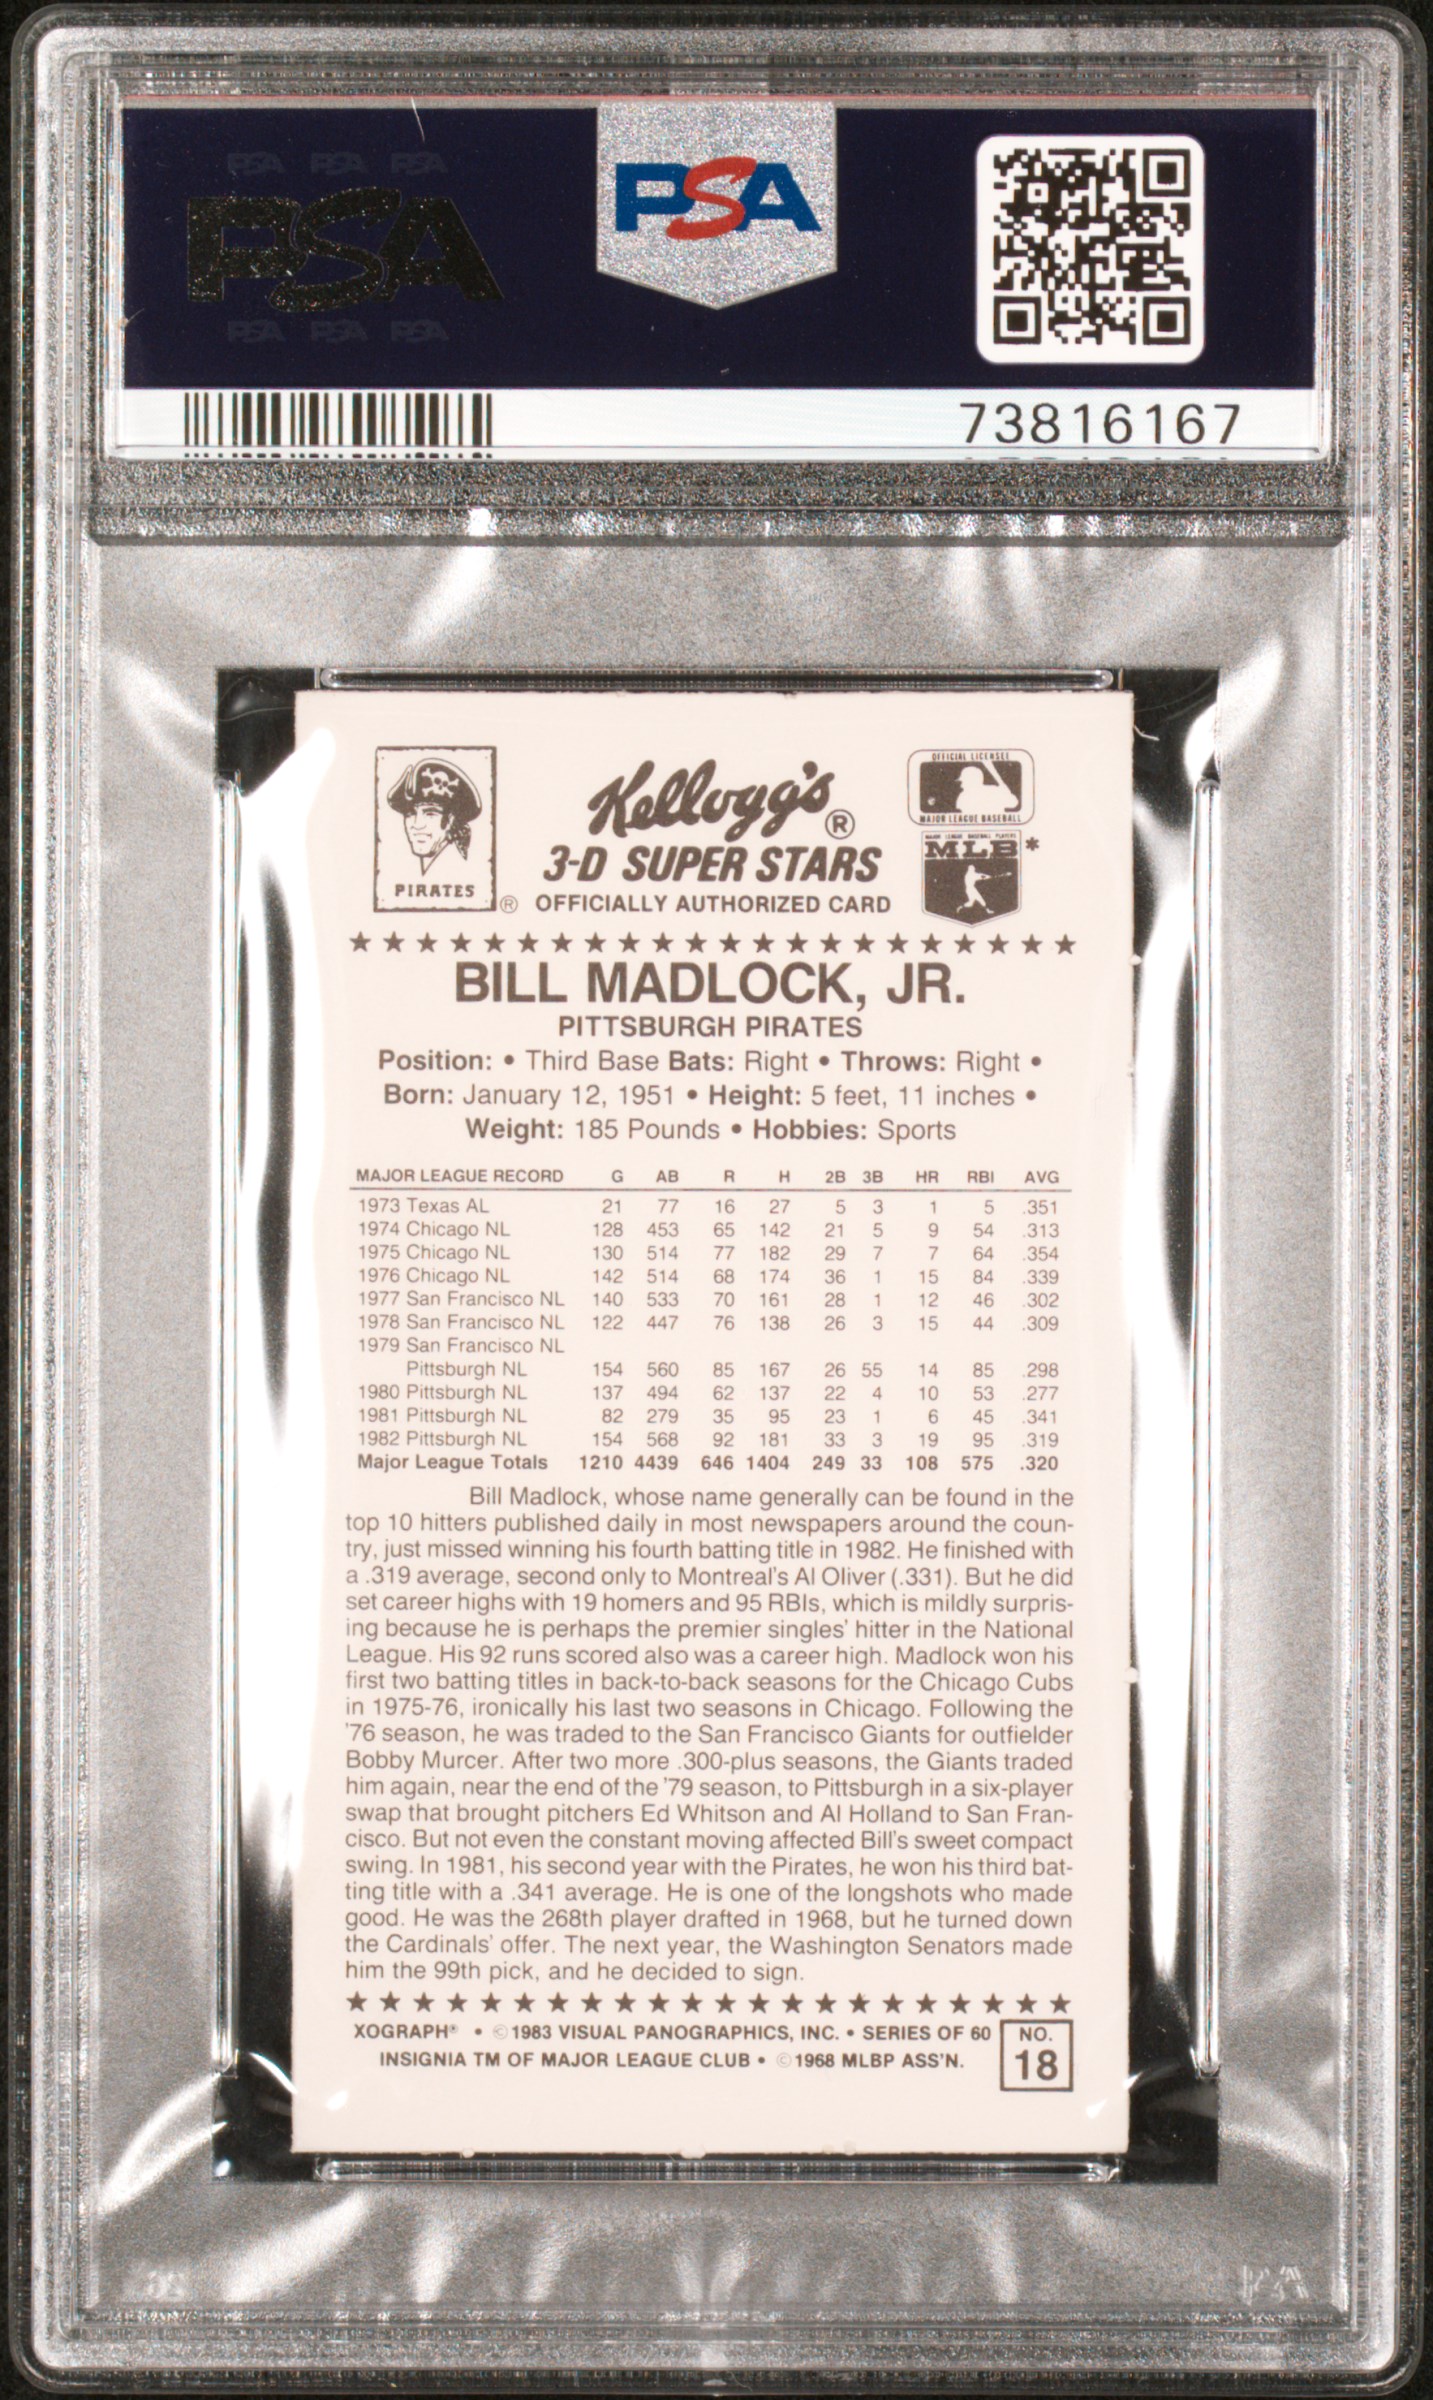 PSA PSA PSA
PSA
PSA PSA PSA
PSA
73816167
PIRATES ®
Kellogg's ®
3-D SUPER STARS
OFFICIALLY AUTHORIZED CARD
OFFICIAL LICENSEE
MAJOR LEAGUE BASEBALL
MAJOR LEAGUE BASEBALL PLAYERS
MLB *
★ ★ ★ ★ ★ ★ ★ ★ ★ ★ ★ ★ ★ ★ ★ ★ ★ ★ ★ ★ ★ ★
BILL MADLOCK, JR.
PITTSBURGH PIRATES
Position: • Third Base Bats: Right • Throws: Right •
Born: January 12, 1951 • Height: 5 feet, 11 inches •
Weight: 185 Pounds • Hobbies: Sports
MAJOR LEAGUE RECORD G AB R H 2B 3B HR RBI AVG
1973 Texas AL 21 77 16 27 5 3 1 5 .351
1974 Chicago NL 128 453 65 142 21 5 9 54 .313
1975 Chicago NL 130 514 77 182 29 7 7 64 .354
1976 Chicago NL 142 514 68 174 36 1 15 84 .339
1977 San Francisco NL 140 533 70 161 28 1 12 46 .302
1978 San Francisco NL 122 447 76 138 26 3 15 44 .309
1979 San Francisco NL
Pittsburgh NL 154 560 85 167 26 55 14 85 .298
1980 Pittsburgh NL 137 494 62 137 22 4 10 53 .277
1981 Pittsburgh NL 82 279 35 95 23 1 6 45 .341
1982 Pittsburgh NL 154 568 92 181 33 3 19 95 .319
Major League Totals 1210 4439 646 1404 249 33 108 575 .320
Bill Madlock, whose name generally can be found in the
top 10 hitters published daily in most newspapers around the coun-
try, just missed winning his fourth batting title in 1982. He finished with
a .319 average, second only to Montreal's Al Oliver (.331). But he did
set career highs with 19 homers and 95 RBIs, which is mildly surpris-
ing because he is perhaps the premier singles' hitter in the National
League. His 92 runs scored also was a career high. Madlock won his
first two batting titles in back-to-back seasons for the Chicago Cubs
in 1975-76, ironically his last two seasons in Chicago. Following the
'76 season, he was traded to the San Francisco Giants for outfielder
Bobby Murcer. After two more .300-plus seasons, the Giants traded
him again, near the end of the '79 season, to Pittsburgh in a six-player
swap that brought pitchers Ed Whitson and Al Holland to San Fran-
cisco. But not even the constant moving affected Bill's sweet compact
swing. In 1981, his second year with the Pirates, he won his third bat-
ting title with a .341 average. He is one of the longshots who made
good. He was the 268th player drafted in 1968, but he turned down
the Cardinals' offer. The next year, the Washington Senators made
him the 99th pick, and he decided to sign.
★ ★ ★ ★ ★ ★ ★ ★ ★ ★ ★ ★ ★ ★ ★ ★ ★ ★ ★ ★ ★ ★
XOGRAPH® • ©1983 VISUAL PANOGRAPHICS, INC. • SERIES OF 60
INSIGNIA TM OF MAJOR LEAGUE CLUB • ©1968 MLBP ASS'N.
NO.
18